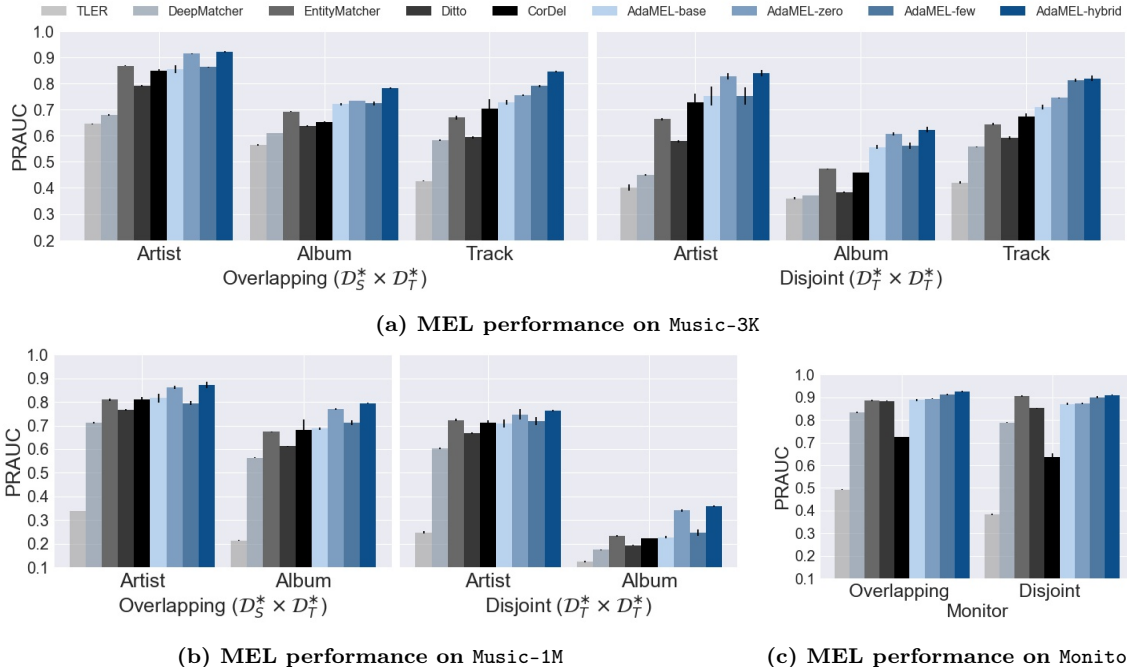 TLER DeepMatcher EntityMatcher Ditto CorDel AdaMEL-base AdaMEL-zero AdaMEL-few AdaMEL-hybrid
PRAUC
1.0
0.9
0.8
0.7
0.6
0.5
0.4
0.3
0.2
Artist Album Track Artist Album Track
Overlapping (𝒟*S × 𝒟*T) Disjoint (𝒟*T × 𝒟*T)
(a) MEL performance on Music-3K
PRAUC
1.0
0.9
0.8
0.7
0.6
0.5
0.4
0.3
0.2
0.1
Artist Album Artist Album
Overlapping (𝒟*S × 𝒟*T) Disjoint (𝒟*T × 𝒟*T)
(b) MEL performance on Music-1M
PRAUC
1.0
0.9
0.8
0.7
0.6
0.5
0.4
0.3
0.2
0.1
Overlapping Disjoint
Monitor
(c) MEL performance on Monito